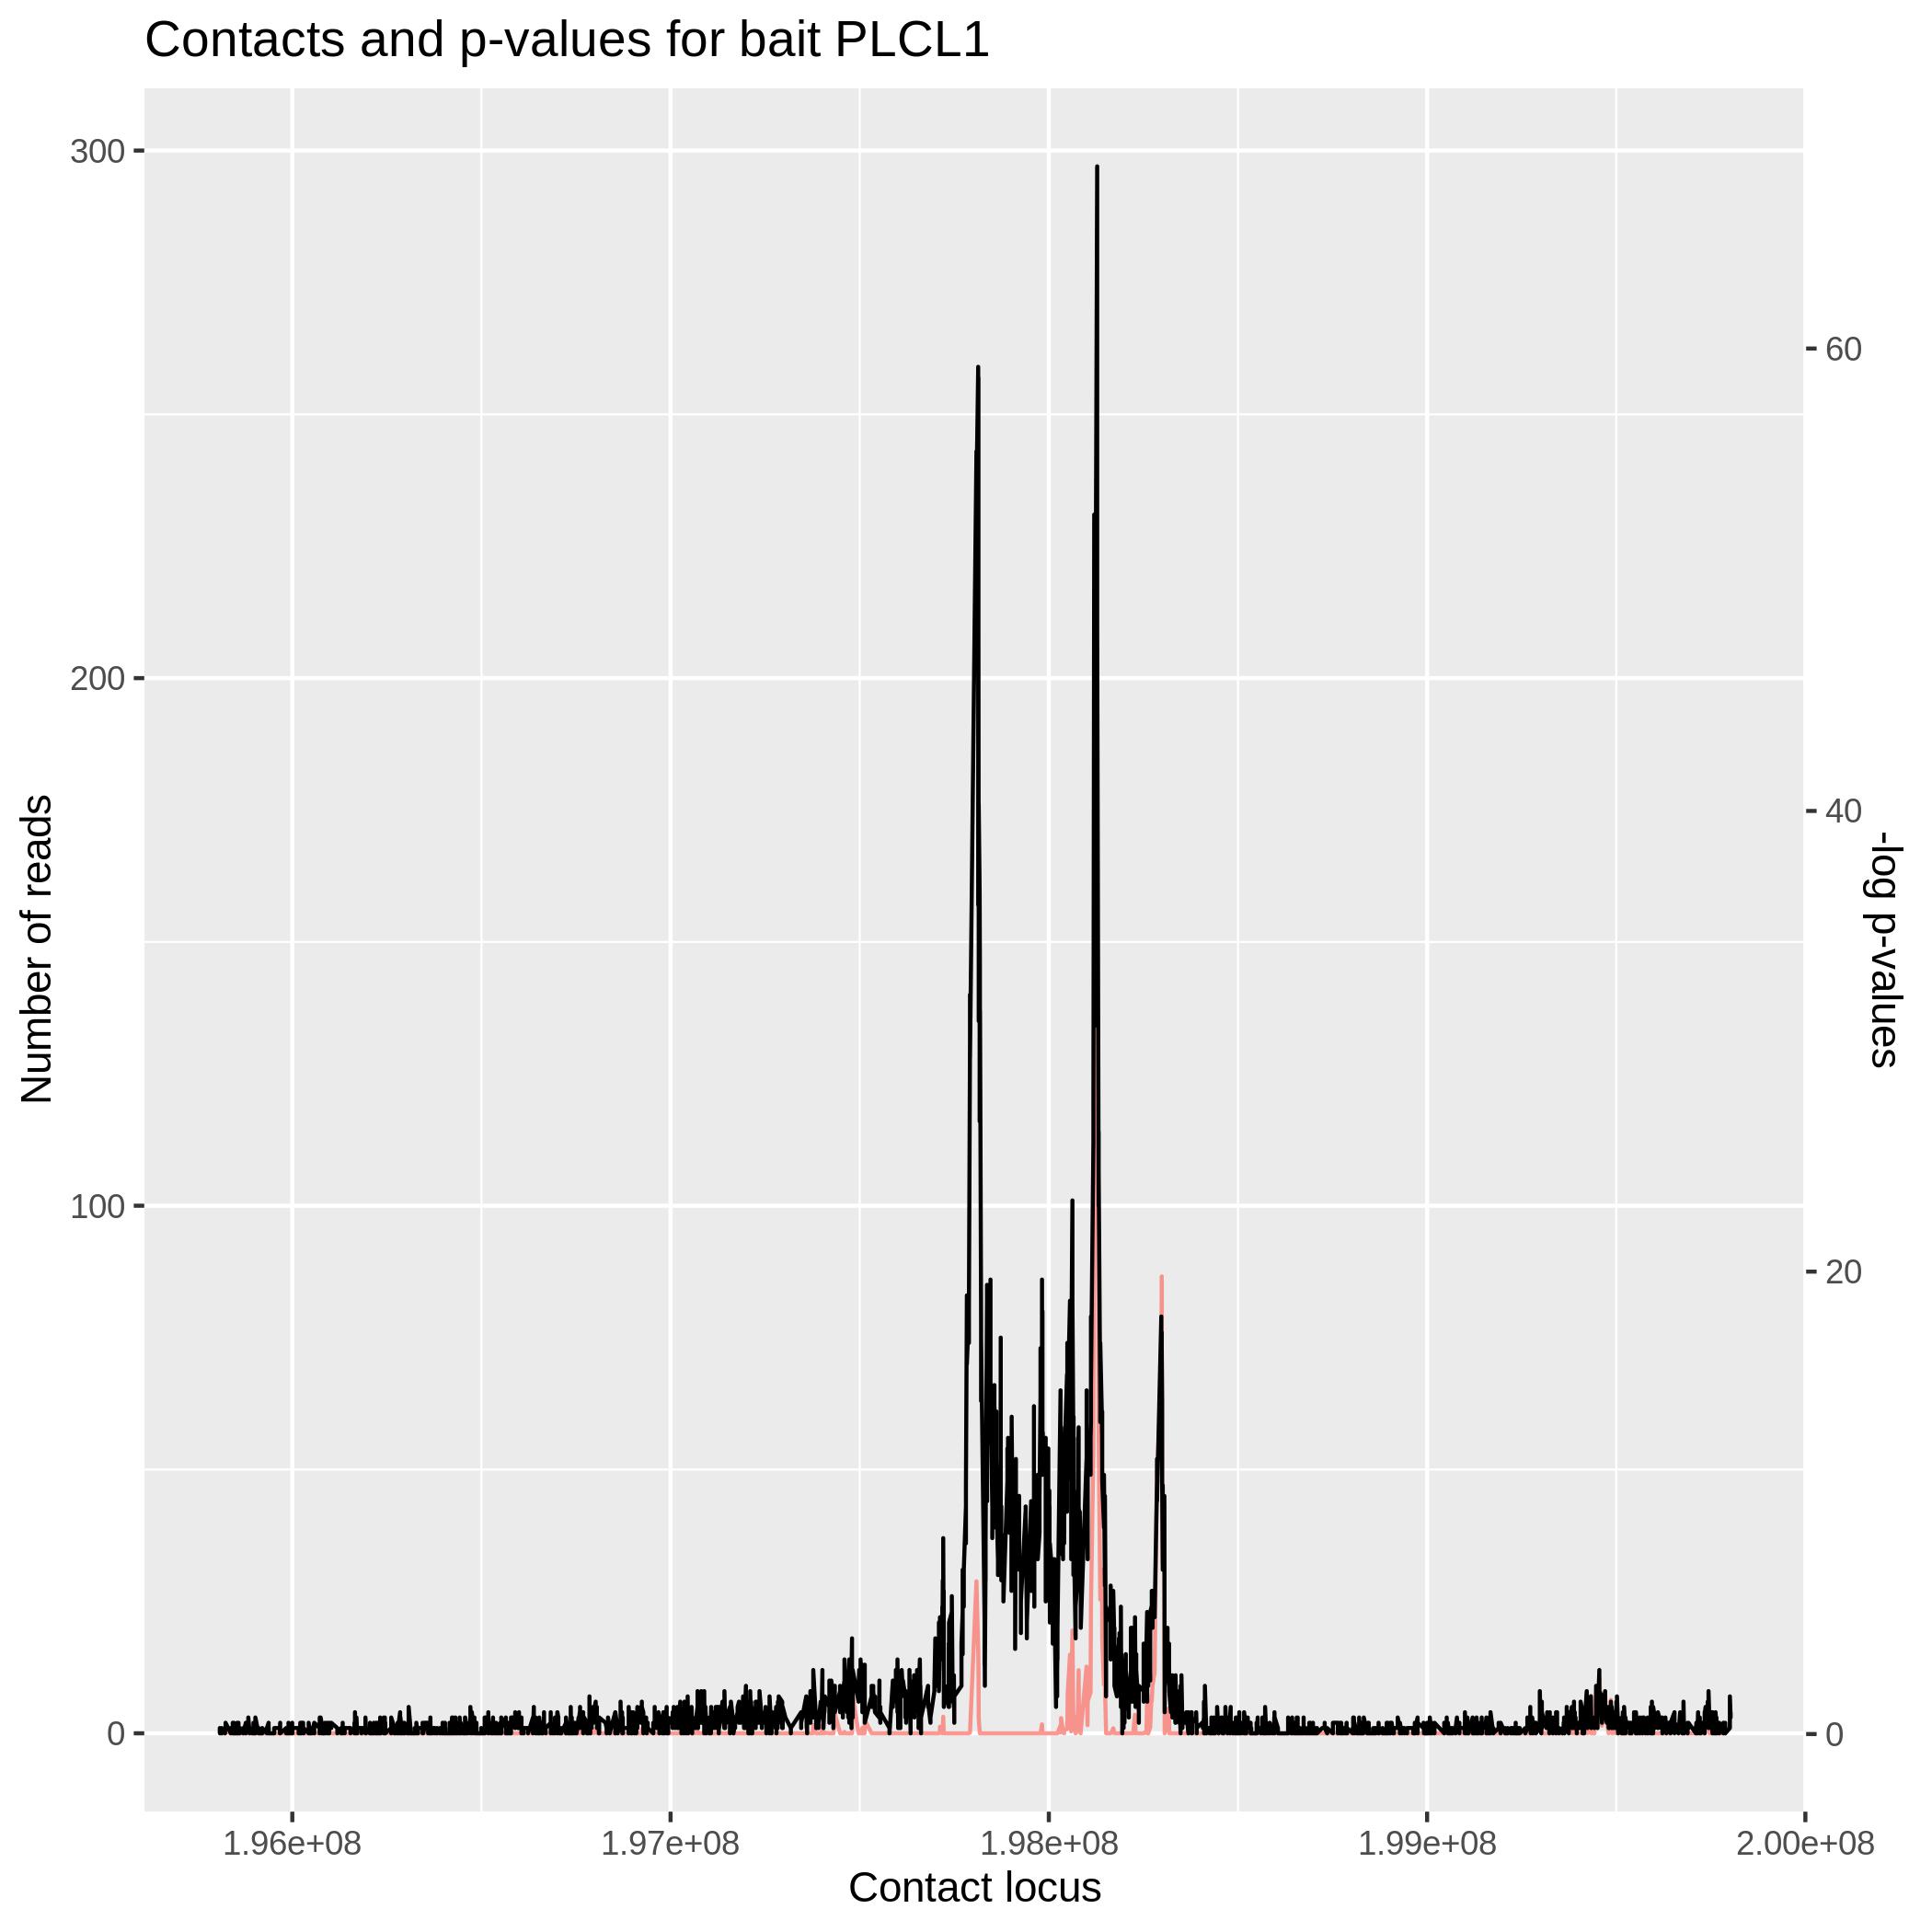 Contacts and p-values for bait PLCL1
300
200
100
0
Number of reads
60
40
20
0
-log p-values
1.96e+08
1.97e+08
1.98e+08
1.99e+08
2.00e+08
Contact locus